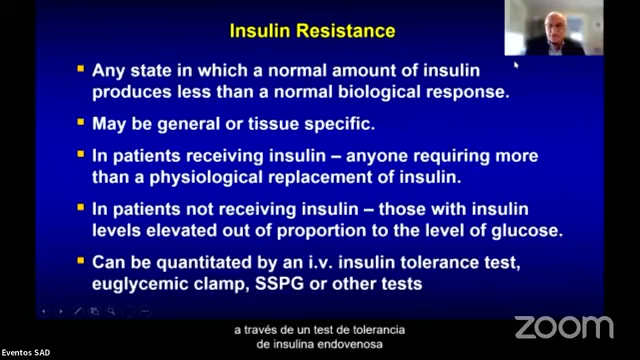 Insulin Resistance
Any state in which a normal amount of insulin
produces less than a normal biological response.
May be general or tissue specific.
In patients receiving insulin – anyone requiring more
than a physiological replacement of insulin.
In patients not receiving insulin – those with insulin
levels elevated out of proportion to the level of glucose.
Can be quantitated by an i.v. insulin tolerance test,
euglycemic clamp, SSPG or other tests
a través de un test de tolerancia
de insulina endovenosa
zoom
Eventos SAD